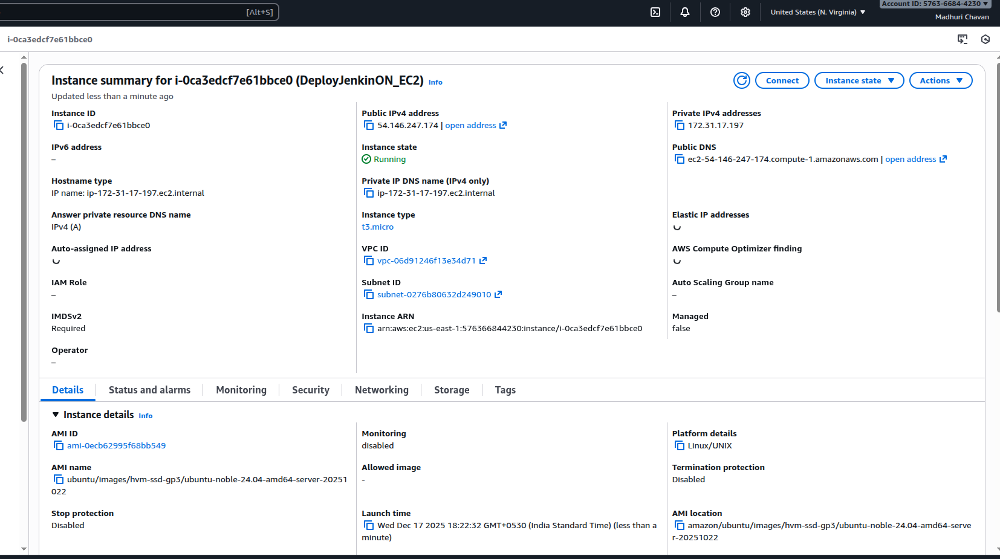 [Alt+S]
United States (N. Virginia)
Account ID: 5763-6684-4230
Madhuri Chavan
i-0ca3edcf7e61bbce0
Instance summary for i-0ca3edcf7e61bbce0 (DeployJenkinON_EC2) Info
Connect
Instance state
Actions
Updated less than a minute ago
Instance ID
i-0ca3edcf7e61bbce0
Public IPv4 address
54.146.247.174 | open address
Private IPv4 addresses
172.31.17.197
IPv6 address
–
Instance state
Running
Public DNS
ec2-54-146-247-174.compute-1.amazonaws.com | open address
Hostname type
IP name: ip-172-31-17-197.ec2.internal
Private IP DNS name (IPv4 only)
ip-172-31-17-197.ec2.internal
Answer private resource DNS name
IPv4 (A)
Instance type
t3.micro
Elastic IP addresses
Auto-assigned IP address
VPC ID
vpc-06d91246f13e34d71
AWS Compute Optimizer finding
IAM Role
–
Subnet ID
subnet-0276b80632d249010
Auto Scaling Group name
–
IMDSv2
Required
Instance ARN
arn:aws:ec2:us-east-1:576366844230:instance/i-0ca3edcf7e61bbce0
Managed
false
Operator
–
Details
Status and alarms
Monitoring
Security
Networking
Storage
Tags
Instance details Info
AMI ID
ami-0ecb62995f68bb549
Monitoring
disabled
Platform details
Linux/UNIX
AMI name
ubuntu/images/hvm-ssd-gp3/ubuntu-noble-24.04-amd64-server-20251
022
Allowed image
-
Termination protection
Disabled
Stop protection
Disabled
Launch time
Wed Dec 17 2025 18:22:32 GMT+0530 (India Standard Time) (less than a
minute)
AMI location
amazon/ubuntu/images/hvm-ssd-gp3/ubuntu-noble-24.04-amd64-serve
r-20251022